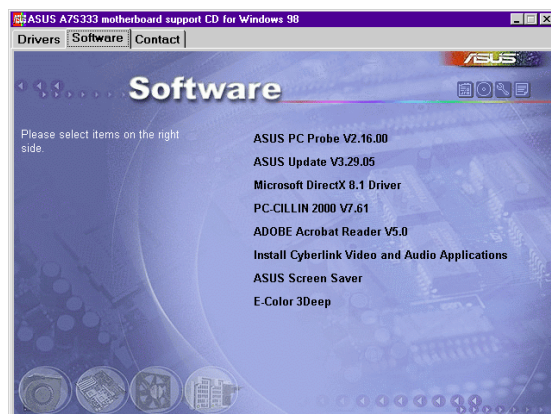 ASUS A7S333 motherboard support CD for Windows 98
Drivers
Software
Contact
ASUS
Software
Please select items on the right
side.
ASUS PC Probe V2.16.00
ASUS Update V3.29.05
Microsoft DirectX 8.1 Driver
PC-CILLIN 2000 V7.61
ADOBE Acrobat Reader V5.0
Install Cyberlink Video and Audio Applications
ASUS Screen Saver
E-Color 3Deep